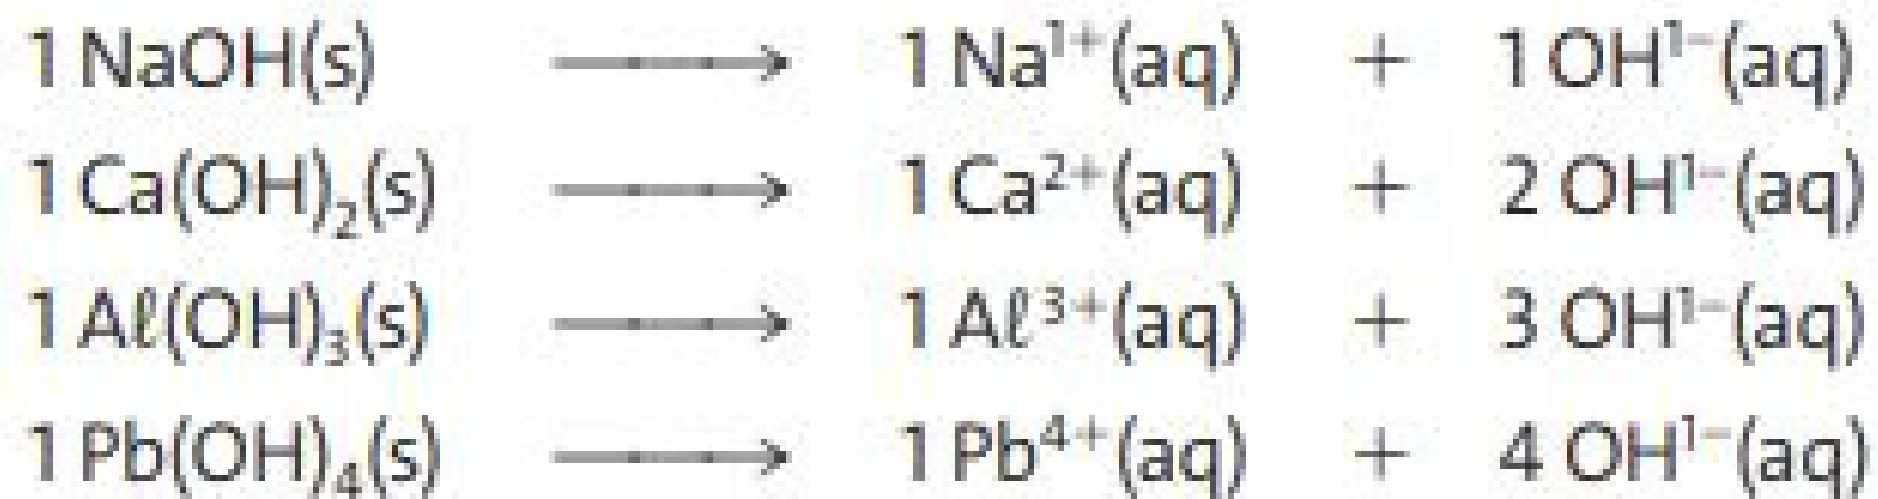 1 NaOH(s) ⟶ 1 Na¹⁺(aq) + 1 OH¹⁻(aq)
1 Ca(OH)₂(s) ⟶ 1 Ca²⁺(aq) + 2 OH¹⁻(aq)
1 Aℓ(OH)₃(s) ⟶ 1 Aℓ³⁺(aq) + 3 OH¹⁻(aq)
1 Pb(OH)₄(s) ⟶ 1 Pb⁴⁺(aq) + 4 OH¹⁻(aq)